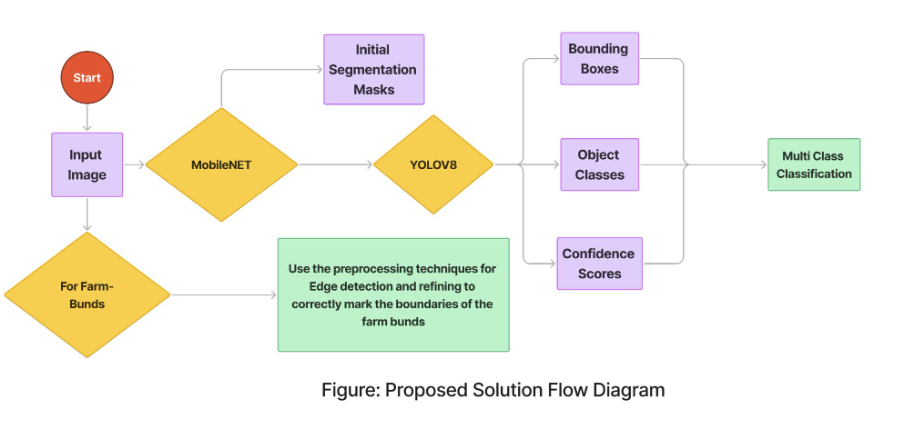 Start
Input
Image
MobileNET
Initial
Segmentation
Masks
YOLOV8
Bounding
Boxes
Object
Classes
Confidence
Scores
Multi Class
Classification
For Farm-
Bunds
Use the preprocessing techniques for
Edge detection and refining to
correctly mark the boundaries of the
farm bunds
Figure: Proposed Solution Flow Diagram